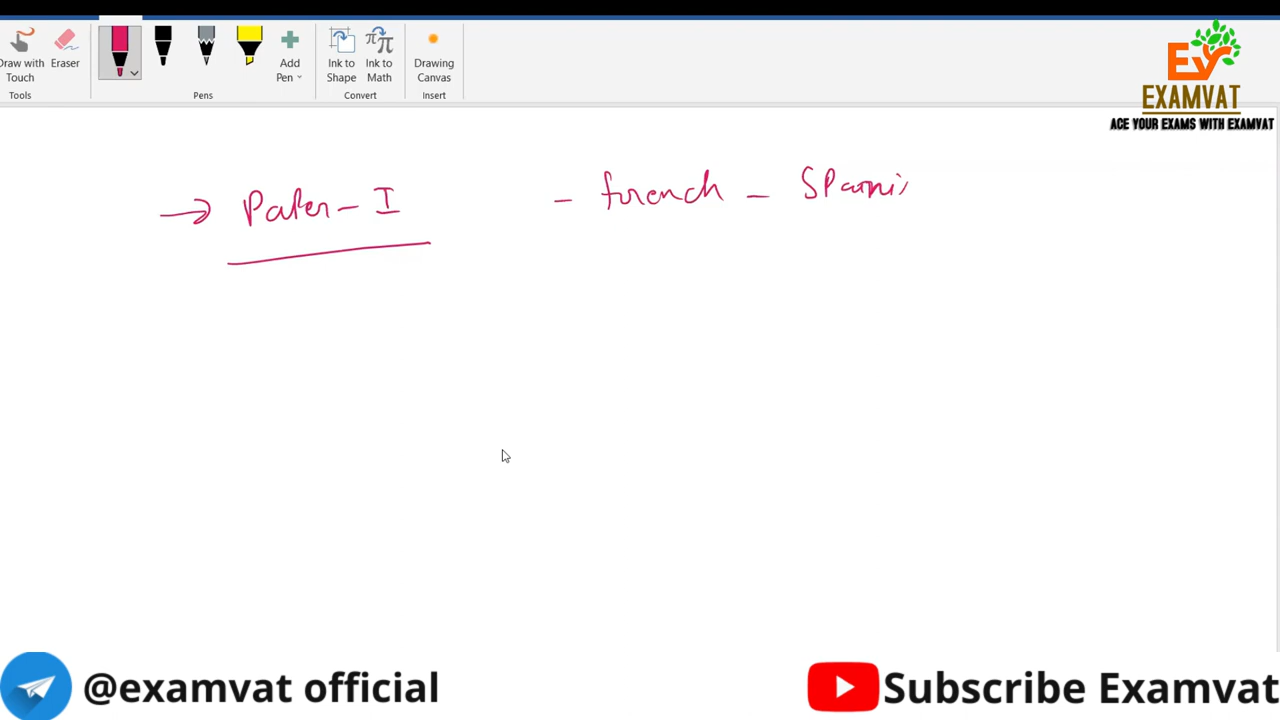 Draw with
Touch
Eraser
Add
Pen
Ink to
Shape
Ink to
Math
Drawing
Canvas
Tools
Pens
Convert
Insert
EV
EXAMVAT
ACE YOUR EXAMS WITH EXAMVAT
→ Paper - I - french - Spani
@examvat official
Subscribe Examvat